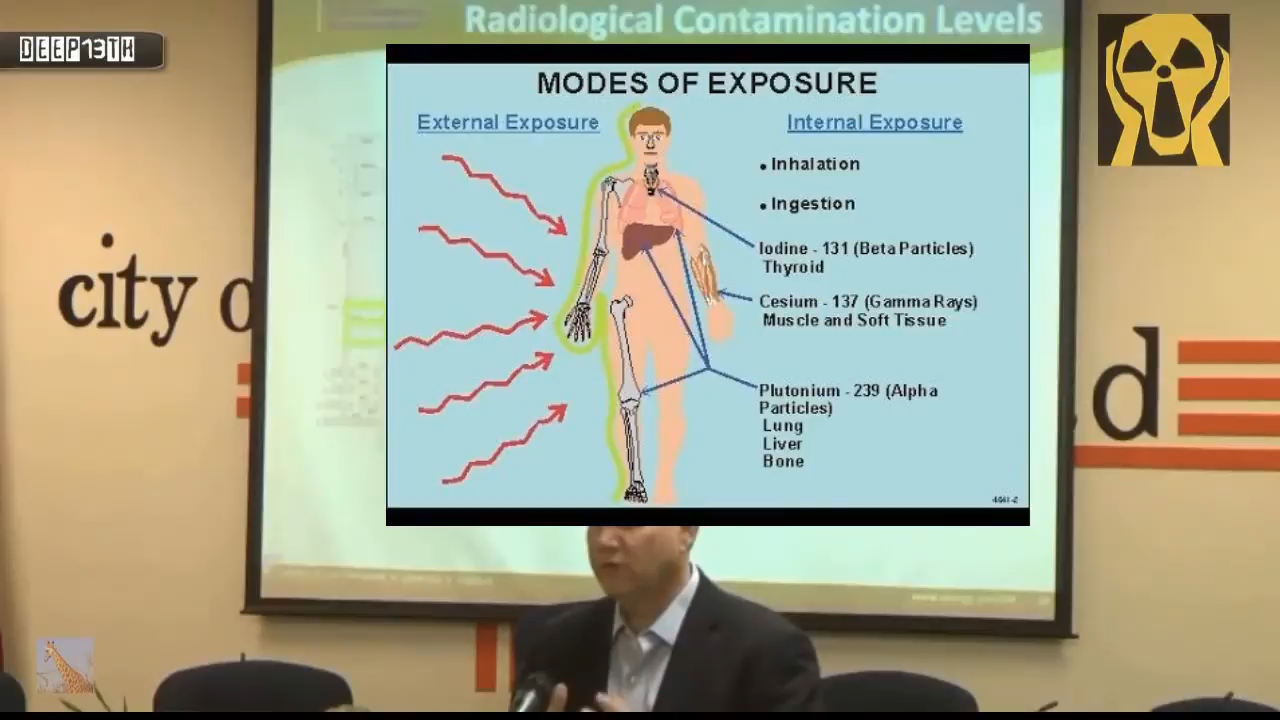 Radiological Contamination Levels
DEEP13TH
MODES OF EXPOSURE
External Exposure
Internal Exposure
• Inhalation
• Ingestion
Iodine - 131 (Beta Particles)
Thyroid
Cesium - 137 (Gamma Rays)
Muscle and Soft Tissue
Plutonium - 239 (Alpha
Particles)
Lung
Liver
Bone
city o
d